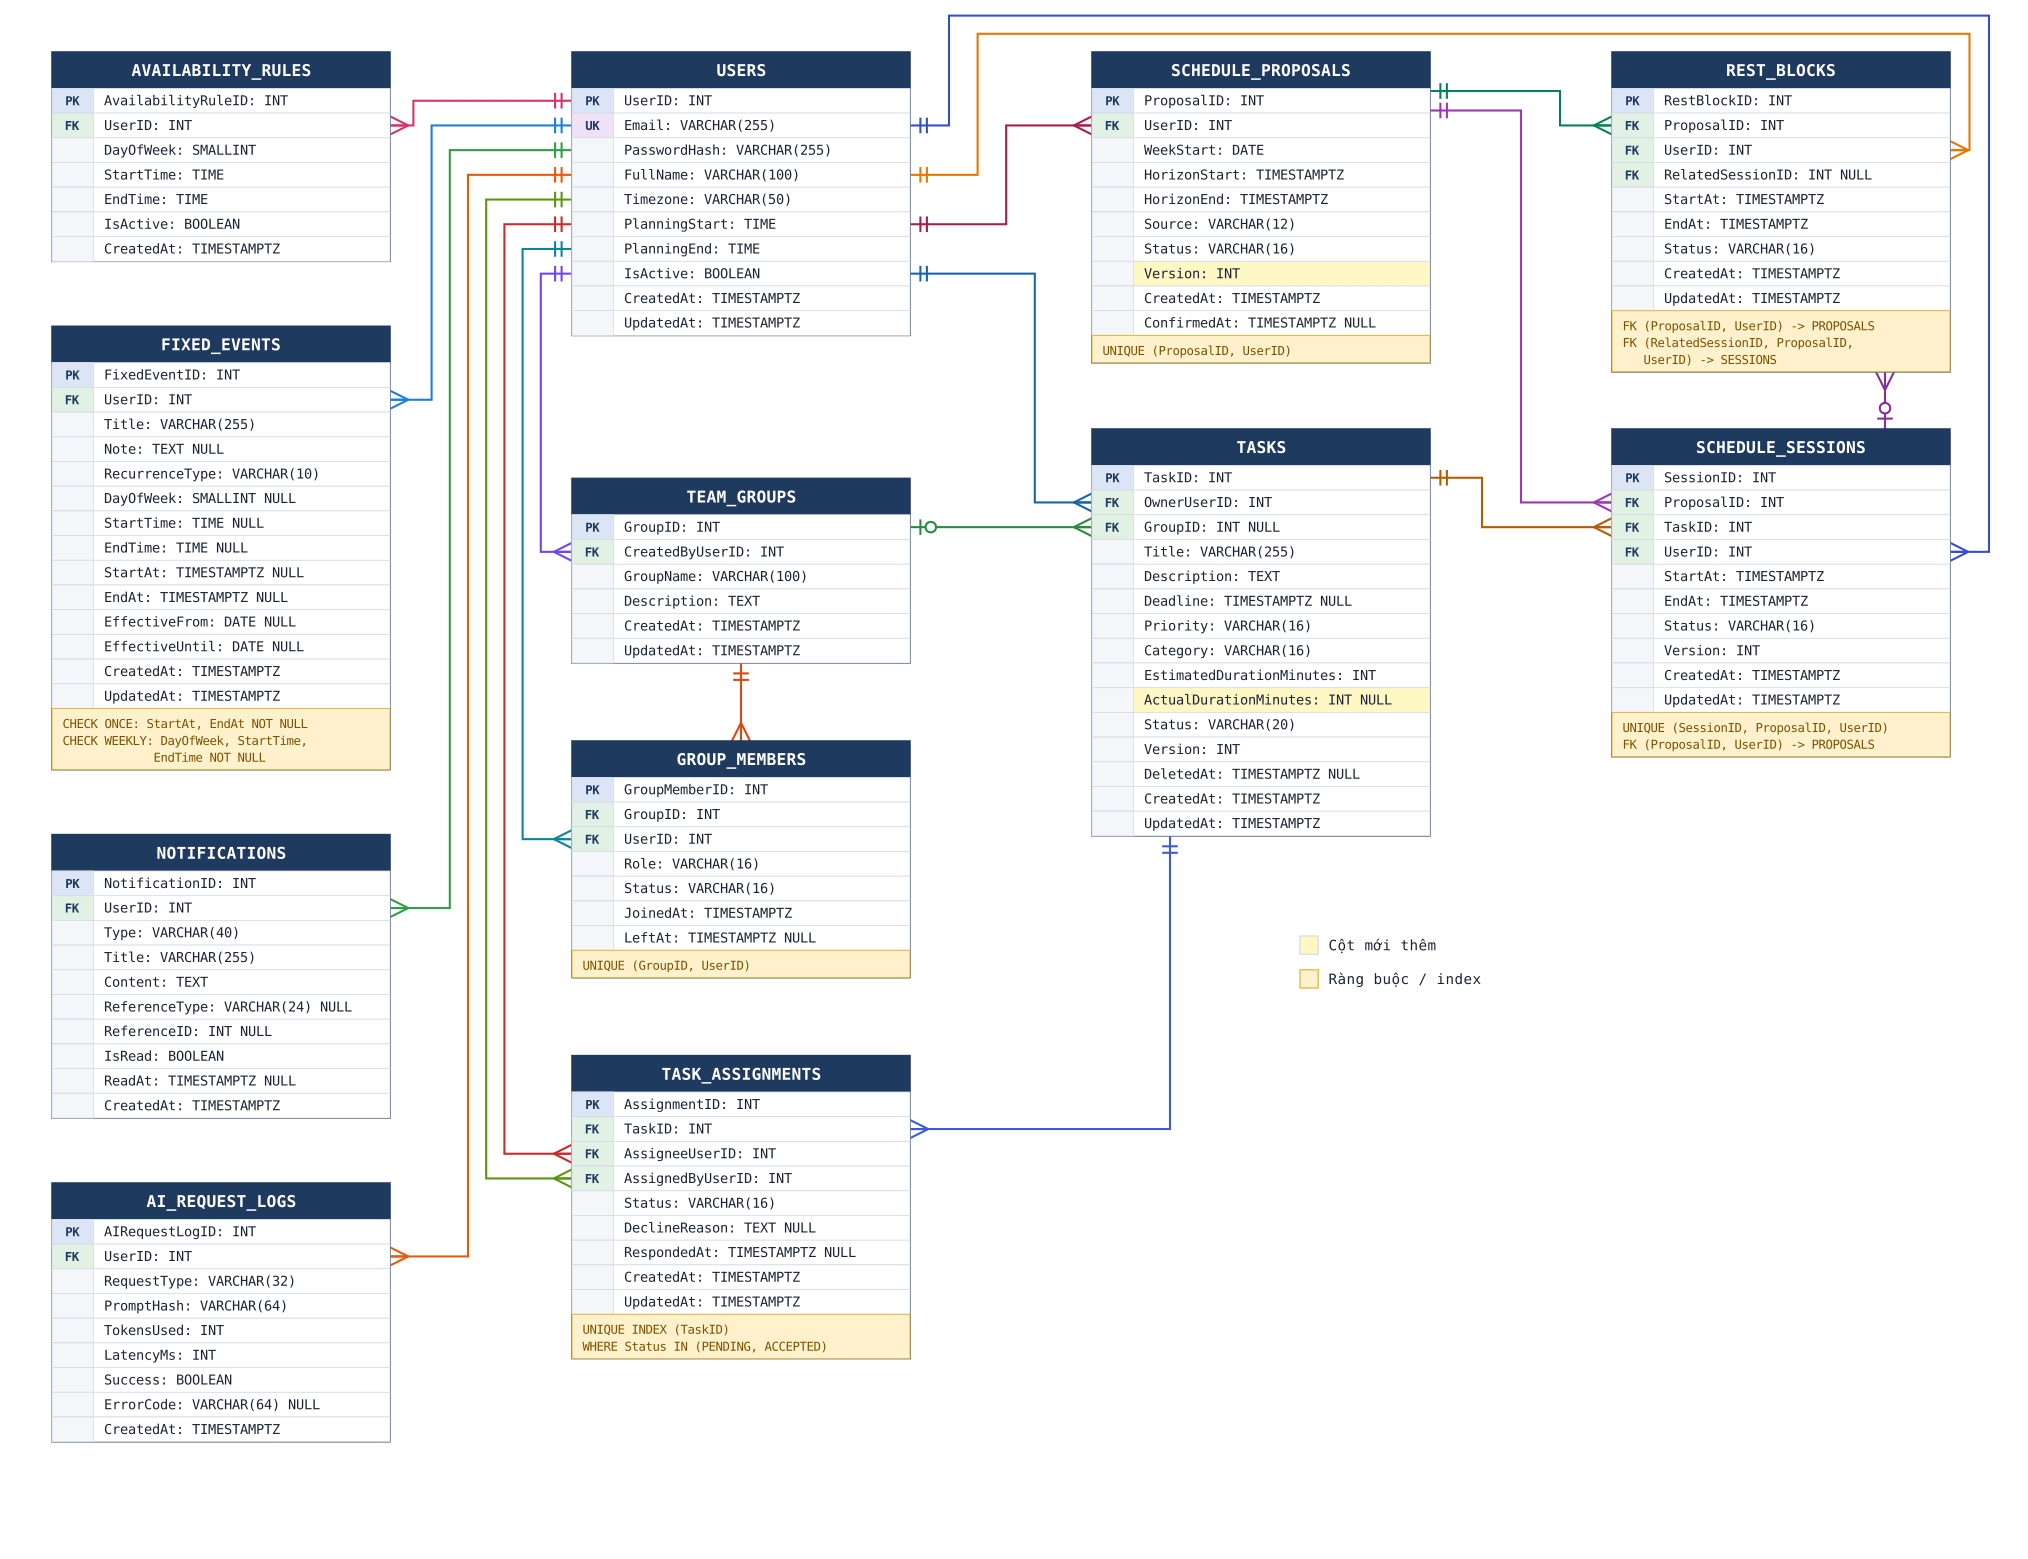 AVAILABILITY_RULES
PK AvailabilityRuleID: INT
FK UserID: INT
DayOfWeek: SMALLINT
StartTime: TIME
EndTime: TIME
IsActive: BOOLEAN
CreatedAt: TIMESTAMPTZ
FIXED_EVENTS
PK FixedEventID: INT
FK UserID: INT
Title: VARCHAR(255)
Note: TEXT NULL
RecurrenceType: VARCHAR(10)
DayOfWeek: SMALLINT NULL
StartTime: TIME NULL
EndTime: TIME NULL
StartAt: TIMESTAMPTZ NULL
EndAt: TIMESTAMPTZ NULL
EffectiveFrom: DATE NULL
EffectiveUntil: DATE NULL
CreatedAt: TIMESTAMPTZ
UpdatedAt: TIMESTAMPTZ
CHECK ONCE: StartAt, EndAt NOT NULL
CHECK WEEKLY: DayOfWeek, StartTime,
EndTime NOT NULL
NOTIFICATIONS
PK NotificationID: INT
FK UserID: INT
Type: VARCHAR(40)
Title: VARCHAR(255)
Content: TEXT
ReferenceType: VARCHAR(24) NULL
ReferenceID: INT NULL
IsRead: BOOLEAN
ReadAt: TIMESTAMPTZ NULL
CreatedAt: TIMESTAMPTZ
AI_REQUEST_LOGS
PK AIRequestLogID: INT
FK UserID: INT
RequestType: VARCHAR(32)
PromptHash: VARCHAR(64)
TokensUsed: INT
LatencyMs: INT
Success: BOOLEAN
ErrorCode: VARCHAR(64) NULL
CreatedAt: TIMESTAMPTZ
USERS
PK UserID: INT
UK Email: VARCHAR(255)
PasswordHash: VARCHAR(255)
FullName: VARCHAR(100)
Timezone: VARCHAR(50)
PlanningStart: TIME
PlanningEnd: TIME
IsActive: BOOLEAN
CreatedAt: TIMESTAMPTZ
UpdatedAt: TIMESTAMPTZ
TEAM_GROUPS
PK GroupID: INT
FK CreatedByUserID: INT
GroupName: VARCHAR(100)
Description: TEXT
CreatedAt: TIMESTAMPTZ
UpdatedAt: TIMESTAMPTZ
GROUP_MEMBERS
PK GroupMemberID: INT
FK GroupID: INT
FK UserID: INT
Role: VARCHAR(16)
Status: VARCHAR(16)
JoinedAt: TIMESTAMPTZ
LeftAt: TIMESTAMPTZ NULL
UNIQUE (GroupID, UserID)
TASK_ASSIGNMENTS
PK AssignmentID: INT
FK TaskID: INT
FK AssigneeUserID: INT
FK AssignedByUserID: INT
Status: VARCHAR(16)
DeclineReason: TEXT NULL
RespondedAt: TIMESTAMPTZ NULL
CreatedAt: TIMESTAMPTZ
UpdatedAt: TIMESTAMPTZ
UNIQUE INDEX (TaskID)
WHERE Status IN (PENDING, ACCEPTED)
SCHEDULE_PROPOSALS
PK ProposalID: INT
FK UserID: INT
WeekStart: DATE
HorizonStart: TIMESTAMPTZ
HorizonEnd: TIMESTAMPTZ
Source: VARCHAR(12)
Status: VARCHAR(16)
Version: INT
CreatedAt: TIMESTAMPTZ
ConfirmedAt: TIMESTAMPTZ NULL
UNIQUE (ProposalID, UserID)
TASKS
PK TaskID: INT
FK OwnerUserID: INT
FK GroupID: INT NULL
Title: VARCHAR(255)
Description: TEXT
Deadline: TIMESTAMPTZ NULL
Priority: VARCHAR(16)
Category: VARCHAR(16)
EstimatedDurationMinutes: INT
ActualDurationMinutes: INT NULL
Status: VARCHAR(20)
Version: INT
DeletedAt: TIMESTAMPTZ NULL
CreatedAt: TIMESTAMPTZ
UpdatedAt: TIMESTAMPTZ
Cột mới thêm
Ràng buộc / index
REST_BLOCKS
PK RestBlockID: INT
FK ProposalID: INT
FK UserID: INT
FK RelatedSessionID: INT NULL
StartAt: TIMESTAMPTZ
EndAt: TIMESTAMPTZ
Status: VARCHAR(16)
CreatedAt: TIMESTAMPTZ
UpdatedAt: TIMESTAMPTZ
FK (ProposalID, UserID) -> PROPOSALS
FK (RelatedSessionID, ProposalID,
UserID) -> SESSIONS
SCHEDULE_SESSIONS
PK SessionID: INT
FK ProposalID: INT
FK TaskID: INT
FK UserID: INT
StartAt: TIMESTAMPTZ
EndAt: TIMESTAMPTZ
Status: VARCHAR(16)
Version: INT
CreatedAt: TIMESTAMPTZ
UpdatedAt: TIMESTAMPTZ
UNIQUE (SessionID, ProposalID, UserID)
FK (ProposalID, UserID) -> PROPOSALS